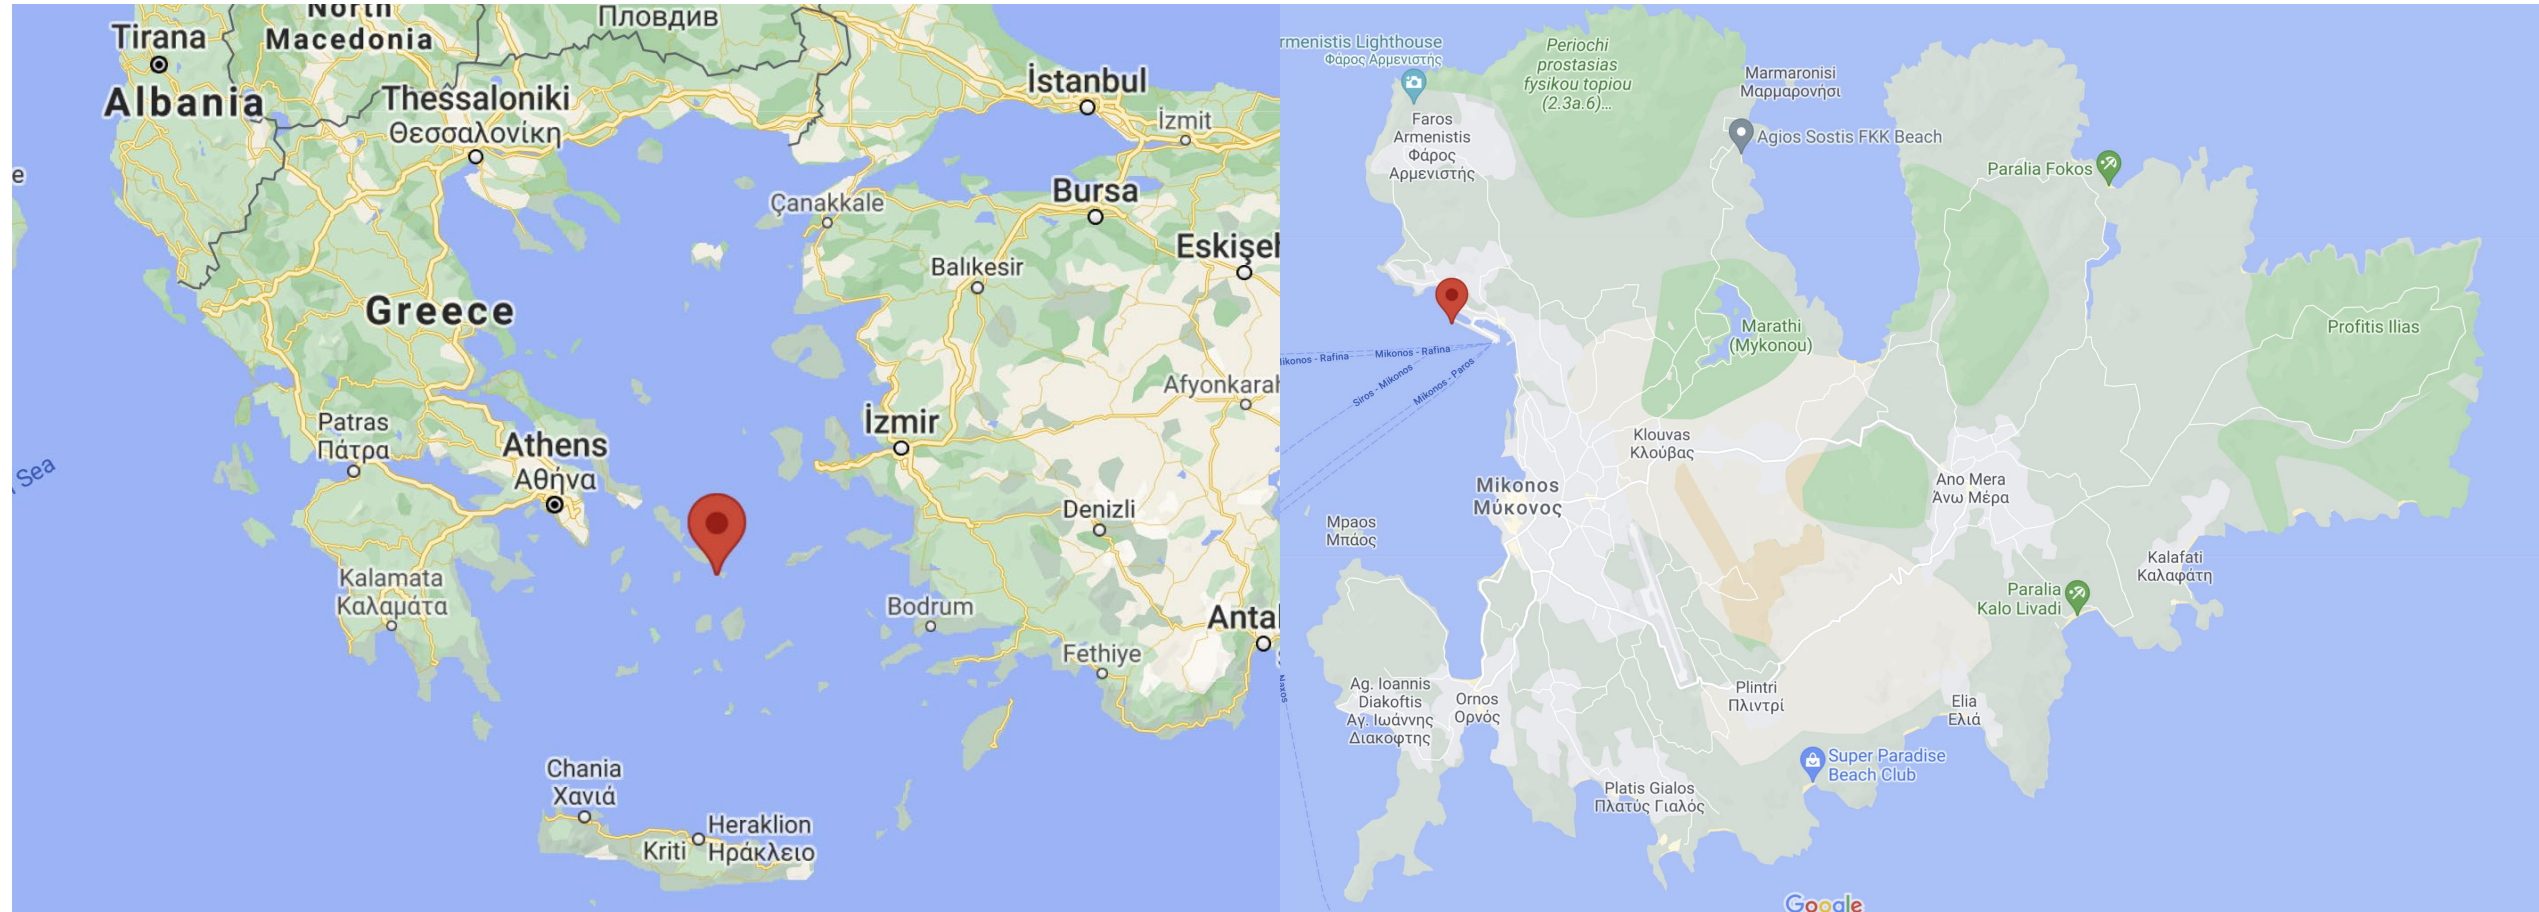 North
Macedonia
Пловдив
Tirana
Albania
Thessaloniki
Θεσσαλονίκη
İstanbul
İzmit
Çanakkale
Bursa
Eskişeh
Balıkesir
Greece
Afyonkarah
İzmir
Patras
Πάτρα
Athens
Αθήνα
Sea
Denizli
Kalamata
Καλαμάτα
Bodrum
Antal
Fethiye
Chania
Χανιά
Heraklion
Ηράκλειο
Kriti
rmenistis Lighthouse
Φάρος Αρμενιστής
Periochi
prostasias
fysikou topiou
(2.3a.6)...
Marmaronisi
Μαρμαρονήσι
Faros
Armenistis
Φάρος
Αρμενιστής
Agios Sostis FKK Beach
Paralia Fokos
Profitis Ilias
Marathi
(Mykonou)
ikonos - Rafina
Mikonos - Rafina
Siros - Mikonos
Mikonos - Paros
Klouvas
Κλούβας
Mikonos
Μύκονος
Ano Mera
Άνω Μέρα
Mpaos
Μπάος
Kalafati
Καλαφάτη
Paralia
Kalo Livadi
Naxos
Ag. Ioannis
Diakoftis
Αγ. Ιωάννης
Διακοφτης
Ornos
Ορνός
Plintri
Πλιντρί
Elia
Ελιά
Super Paradise
Beach Club
Platis Gialos
Πλατύς Γιαλός
Google